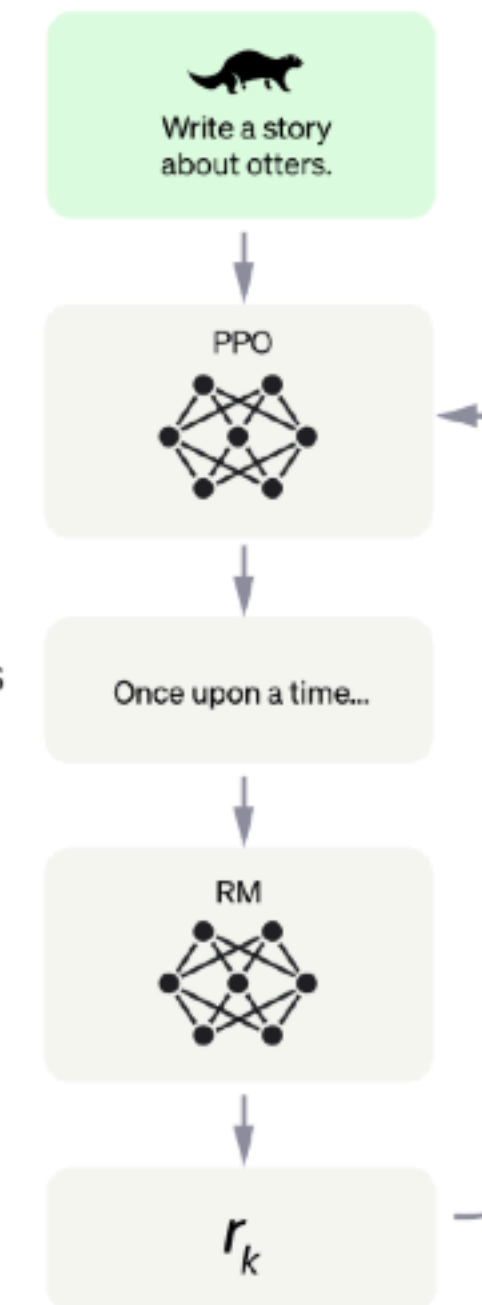 Write a story
about otters.
PPO
s
Once upon a time...
RM
r_k